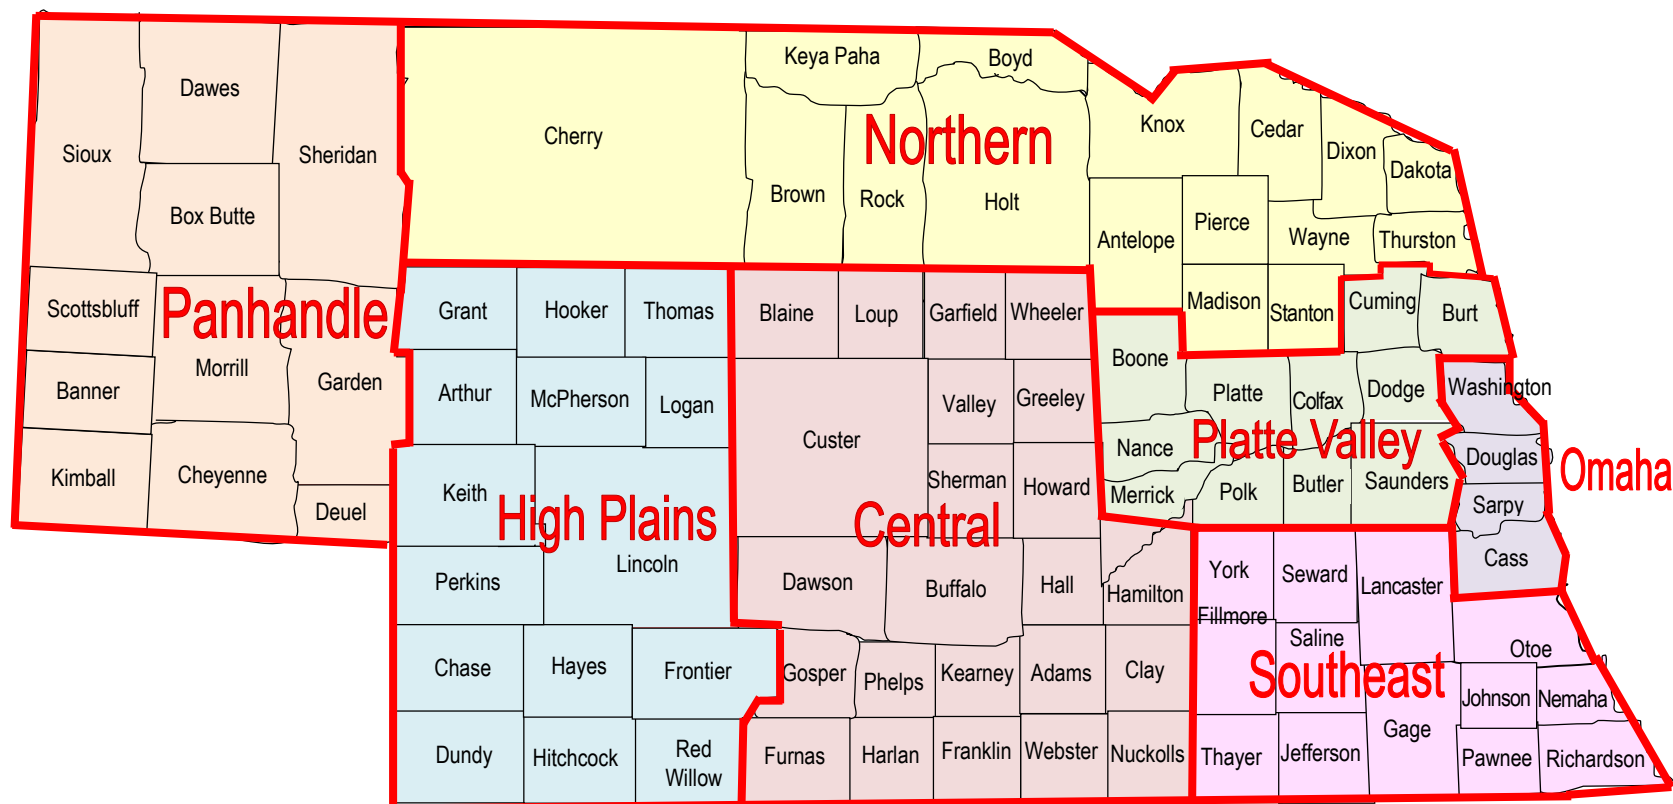 Keya Paha
Boyd
Dawes
Cherry
Knox
Cedar
Northern
Dixon
Sioux
Sheridan
Dakota
Brown
Rock
Holt
Box Butte
Pierce
Antelope
Wayne
Thurston
Scottsbluff
Panhandle
Grant
Hooker
Thomas
Blaine
Loup
Garfield
Wheeler
Madison
Stanton
Cuming
Burt
Morrill
Boone
Banner
Garden
Arthur
McPherson
Logan
Valley
Greeley
Platte
Colfax
Dodge
Washington
Custer
Nance
Platte Valley
Douglas
Omaha
Kimball
Cheyenne
Keith
Sherman
Howard
Merrick
Polk
Butler
Saunders
Sarpy
Deuel
High Plains
Central
Cass
Perkins
Lincoln
Dawson
Buffalo
Hall
Hamilton
York
Seward
Lancaster
Fillmore
Saline
Otoe
Chase
Hayes
Frontier
Gosper
Phelps
Kearney
Adams
Clay
Southeast
Johnson
Nemaha
Gage
Dundy
Hitchcock
Red
Willow
Furnas
Harlan
Franklin
Webster
Nuckolls
Thayer
Jefferson
Pawnee
Richardson